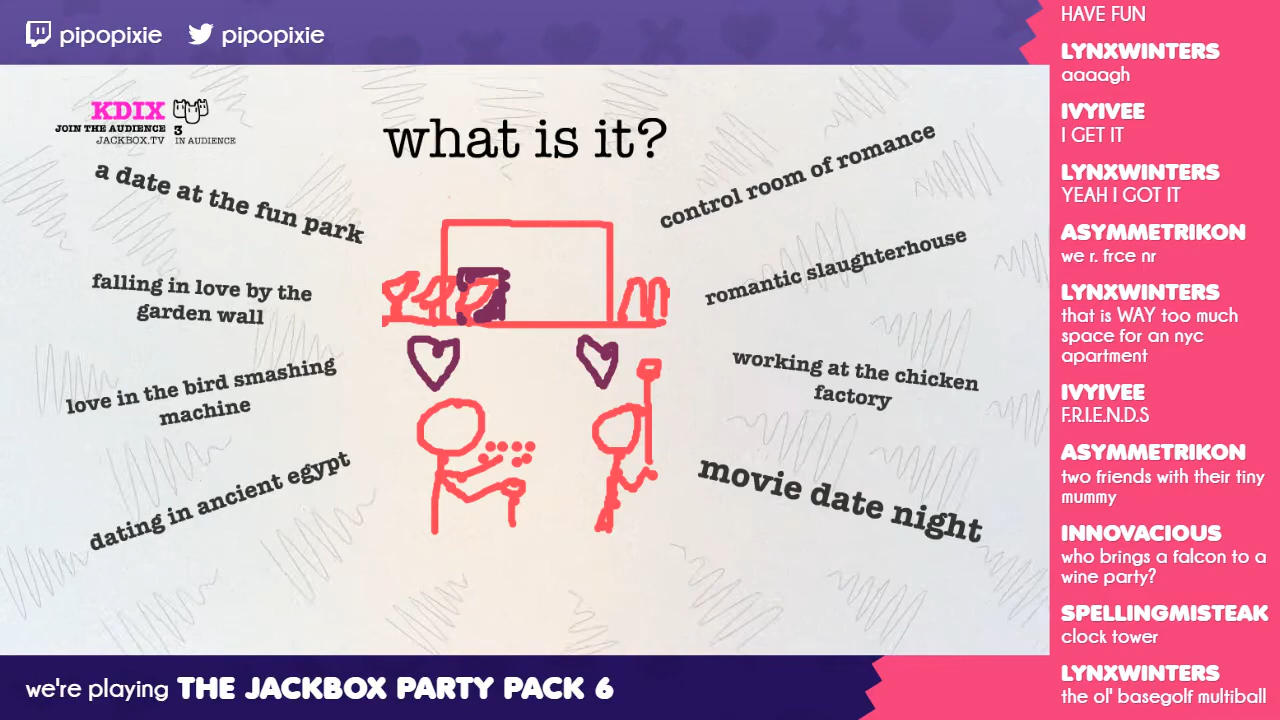 pipopixie
pipopixie
KDIX
JOIN THE AUDIENCE
JACKBOX.TV
3
IN AUDIENCE
what is it?
a date at the fun park
falling in love by the
garden wall
love in the bird smashing
machine
dating in ancient egypt
control room of romance
romantic slaughterhouse
working at the chicken
factory
movie date night
HAVE FUN
LYNXWINTERS
aaaagh
IVYIVEE
I GET IT
LYNXWINTERS
YEAH I GOT IT
ASYMMETRIKON
we r. frce nr
LYNXWINTERS
that is WAY too much
space for an nyc
apartment
IVYIVEE
F.R.I.E.N.D.S
ASYMMETRIKON
two friends with their tiny
mummy
INNOVACIOUS
who brings a falcon to a
wine party?
SPELLINGMISTEAK
clock tower
LYNXWINTERS
the ol' basegolf multiball
we're playing THE JACKBOX PARTY PACK 6